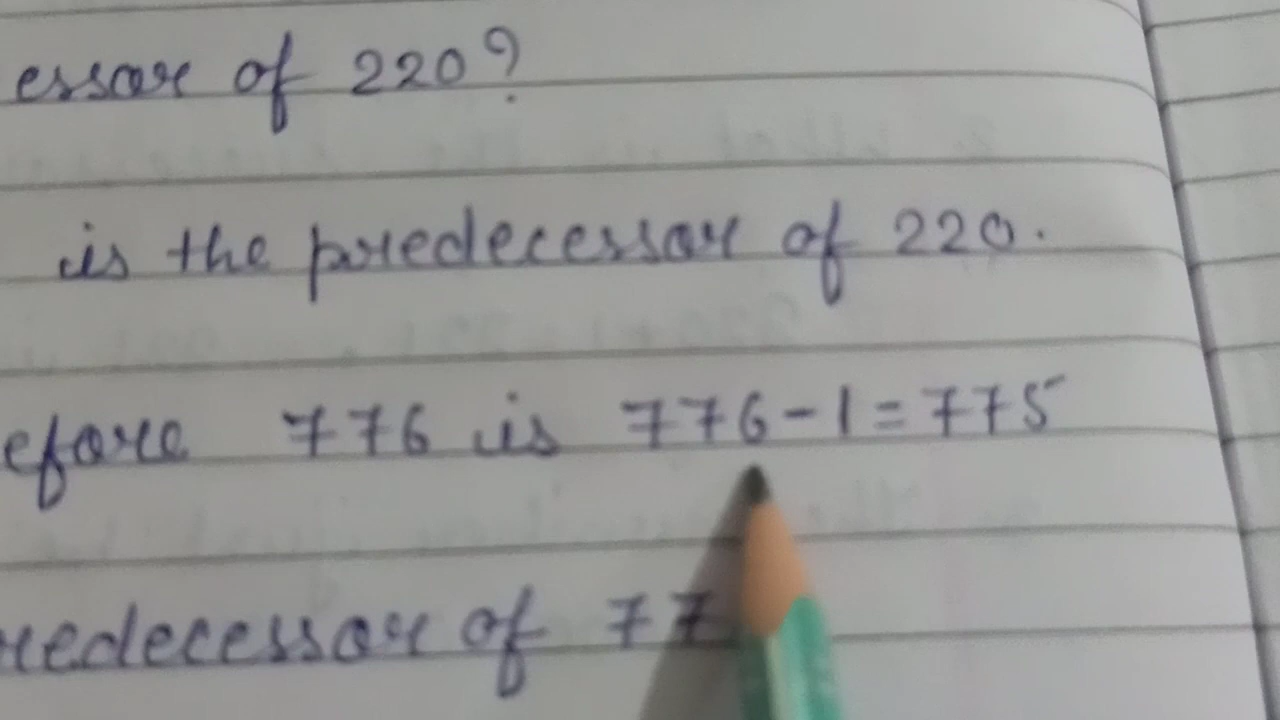 essor of 220?
is the predecessor of 220.
efore 776 is 776-1=775
redecessor of 77